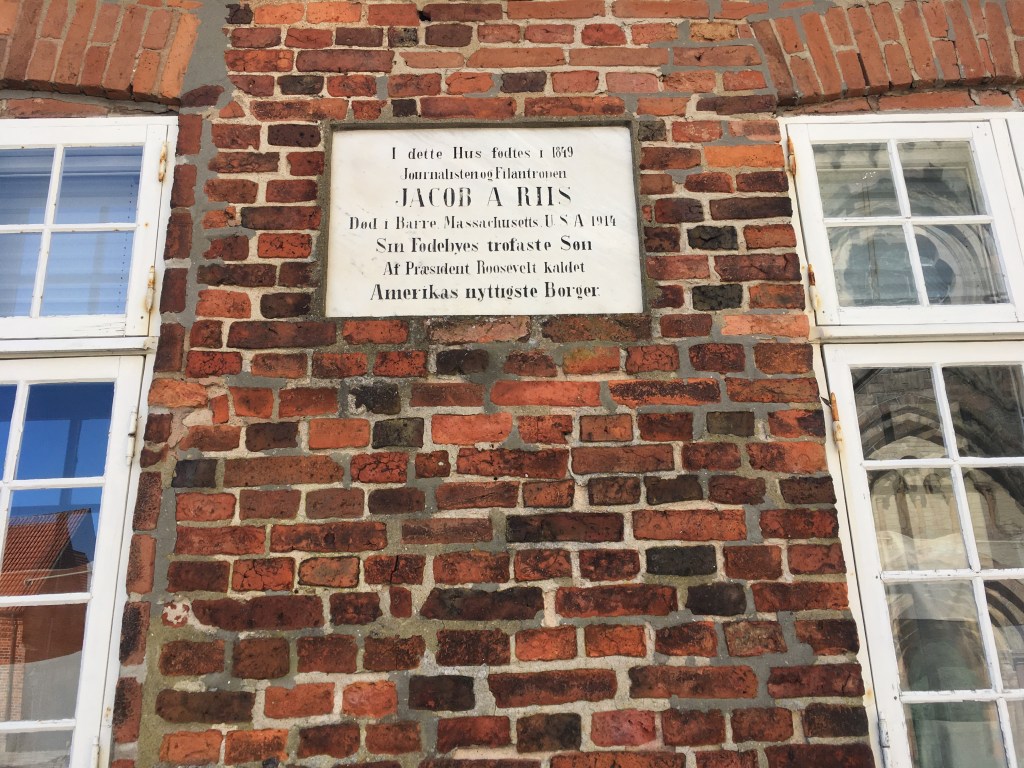 I dette Hus fødtes i 1849
Journalisten og Filantropen
JACOB A RIIS
Død i Barre Massachusetts. U.S.A 1914
Sin Fødebyes trofaste Søn
Af Præsident Roosevelt kaldet
Amerikas nyttigste Borger.